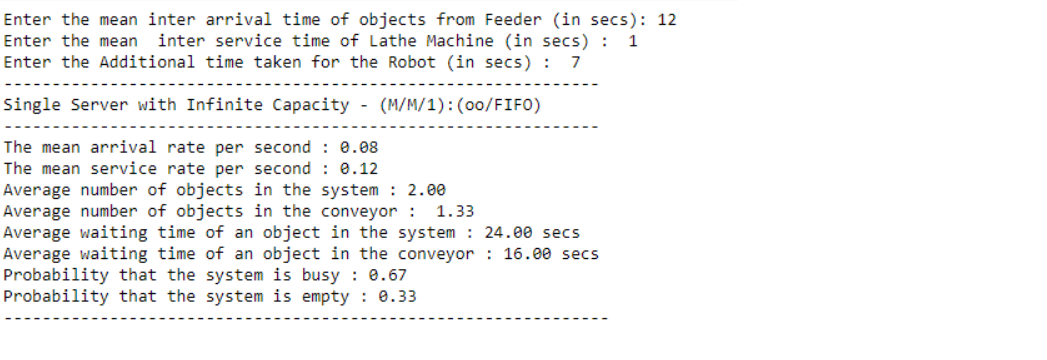 Enter the mean inter arrival time of objects from Feeder (in secs): 12
Enter the mean  inter service time of Lathe Machine (in secs) :  1
Enter the Additional time taken for the Robot (in secs) :  7
--------------------------------------------------------------
Single Server with Infinite Capacity - (M/M/1):(oo/FIFO)
--------------------------------------------------------------
The mean arrival rate per second : 0.08
The mean service rate per second : 0.12
Average number of objects in the system : 2.00
Average number of objects in the conveyor :  1.33
Average waiting time of an object in the system : 24.00 secs
Average waiting time of an object in the conveyor : 16.00 secs
Probability that the system is busy : 0.67
Probability that the system is empty : 0.33
---------------------------------------------------------------